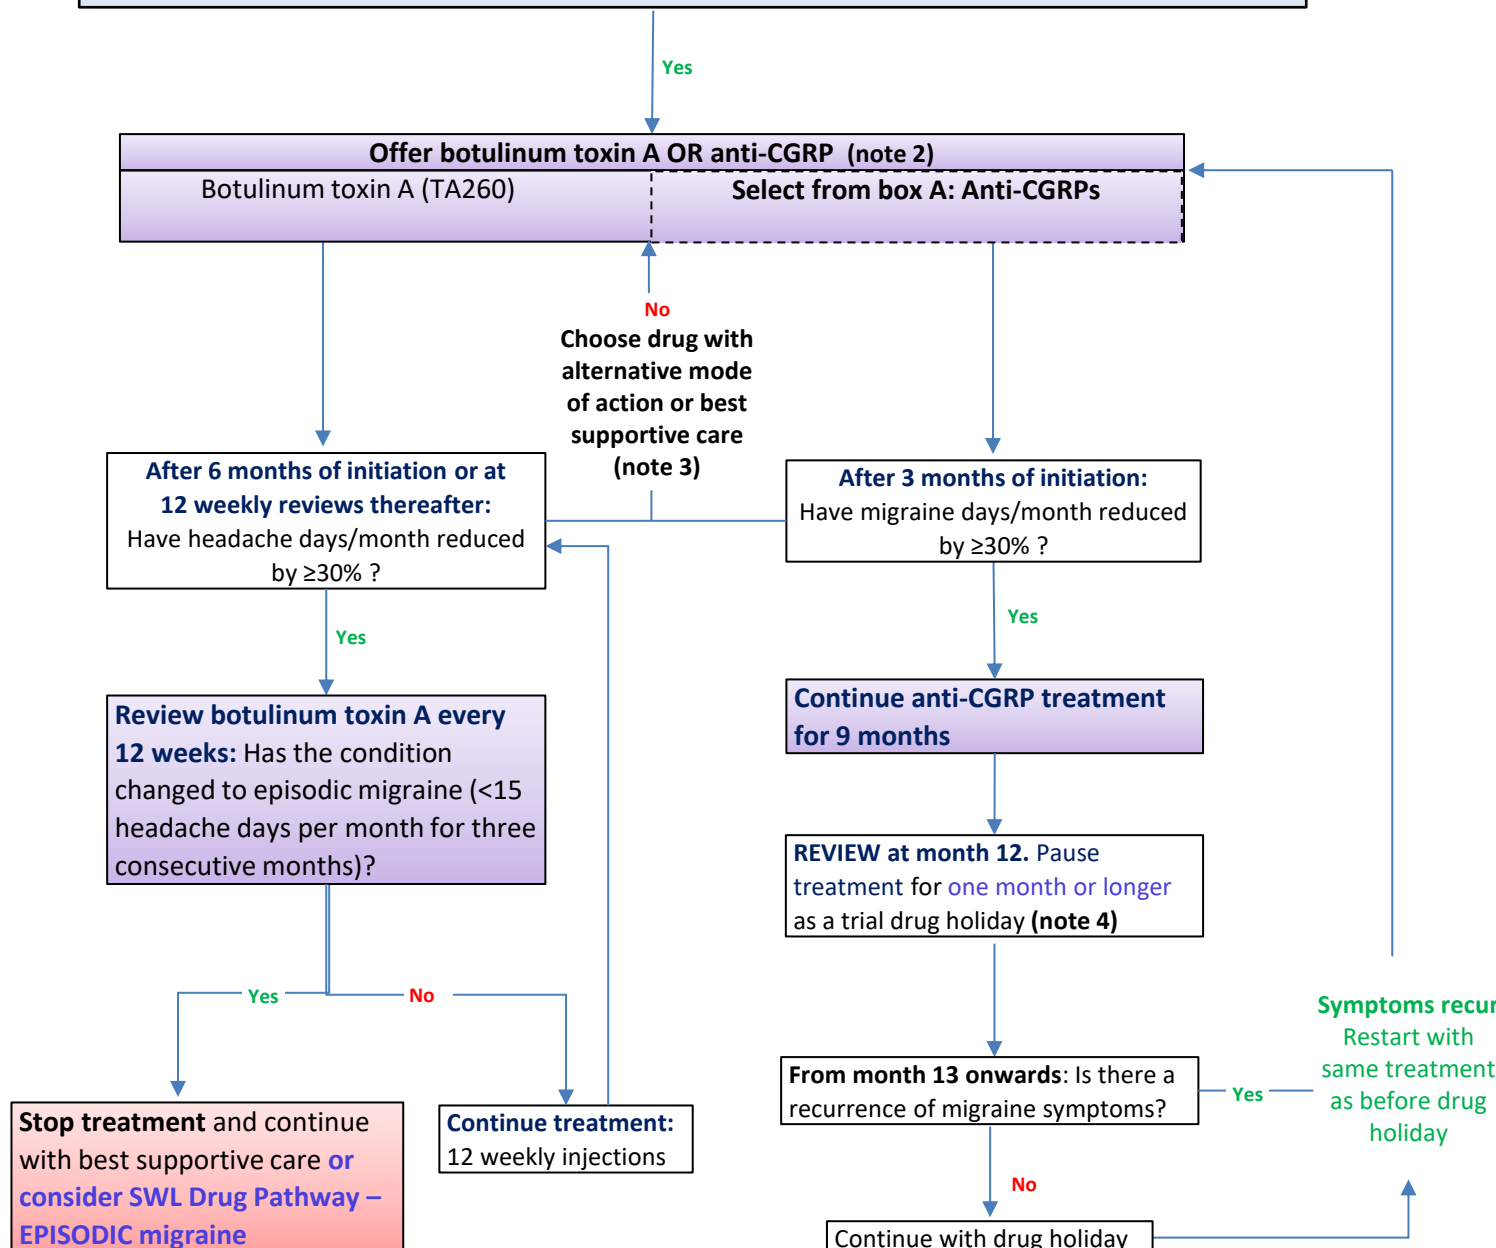 Yes
Offer botulinum toxin A OR anti-CGRP (note 2)
Botulinum toxin A (TA260)
Select from box A: Anti-CGRPs
No
Choose drug with
alternative mode
of action or best
supportive care
(note 3)
After 6 months of initiation or at
12 weekly reviews thereafter:
Have headache days/month reduced
by ≥30% ?
After 3 months of initiation:
Have migraine days/month reduced
by ≥30% ?
Yes
Yes
Review botulinum toxin A every
12 weeks: Has the condition
changed to episodic migraine (<15
headache days per month for three
consecutive months)?
Continue anti-CGRP treatment
for 9 months
REVIEW at month 12. Pause
treatment for one month or longer
as a trial drug holiday (note 4)
Yes
No
Symptoms recur
Restart with
same treatment
as before drug
holiday
From month 13 onwards: Is there a
recurrence of migraine symptoms?
Yes
Stop treatment and continue
with best supportive care or
consider SWL Drug Pathway –
EPISODIC migraine
Continue treatment:
12 weekly injections
No
Continue with drug holiday